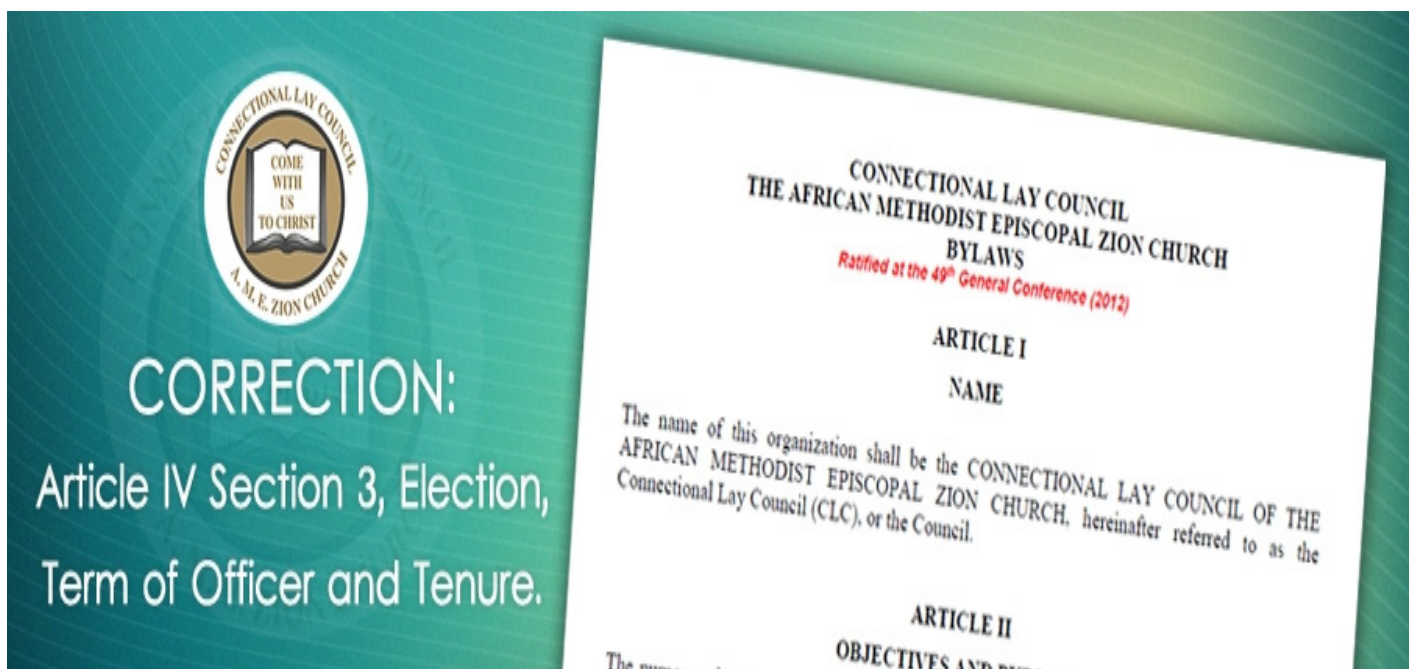 CONNECTIONAL LAY COUNCIL
COME
WITH
US
TO CHRIST
A. M. E. ZION CHURCH
CORRECTION:
Article IV Section 3, Election,
Term of Officer and Tenure.
CONNECTIONAL LAY COUNCIL
THE AFRICAN METHODIST EPISCOPAL ZION CHURCH
BYLAWS
Ratified at the 49th General Conference (2012)
ARTICLE I
NAME
The name of this organization shall be the CONNECTIONAL LAY COUNCIL OF THE
AFRICAN METHODIST EPISCOPAL ZION CHURCH, hereinafter referred to as the
Connectional Lay Council (CLC), or the Council.
ARTICLE II
OBJECTIVES AND
The